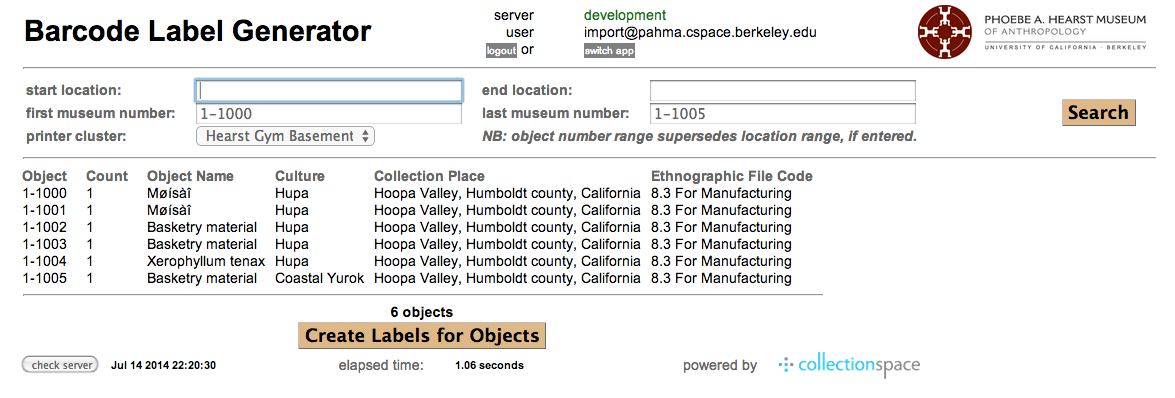 Barcode Label Generator
server development
user import@pahma.cspace.berkeley.edu
logout or switch app
PHOEBE A. HEARST MUSEUM
OF ANTHROPOLOGY
UNIVERSITY OF CALIFORNIA · BERKELEY
start location: end location:
first museum number: 1-1000 last museum number: 1-1005
Search
printer cluster: Hearst Gym Basement NB: object number range supersedes location range, if entered.
Object Count Object Name Culture Collection Place Ethnographic File Code
1-1000 1 Møísàî Hupa Hoopa Valley, Humboldt county, California 8.3 For Manufacturing
1-1001 1 Møísàî Hupa Hoopa Valley, Humboldt county, California 8.3 For Manufacturing
1-1002 1 Basketry material Hupa Hoopa Valley, Humboldt county, California 8.3 For Manufacturing
1-1003 1 Basketry material Hupa Hoopa Valley, Humboldt county, California 8.3 For Manufacturing
1-1004 1 Xerophyllum tenax Hupa Hoopa Valley, Humboldt county, California 8.3 For Manufacturing
1-1005 1 Basketry material Coastal Yurok Hoopa Valley, Humboldt county, California 8.3 For Manufacturing
6 objects
Create Labels for Objects
check server Jul 14 2014 22:20:30 elapsed time: 1.06 seconds powered by collectionspace